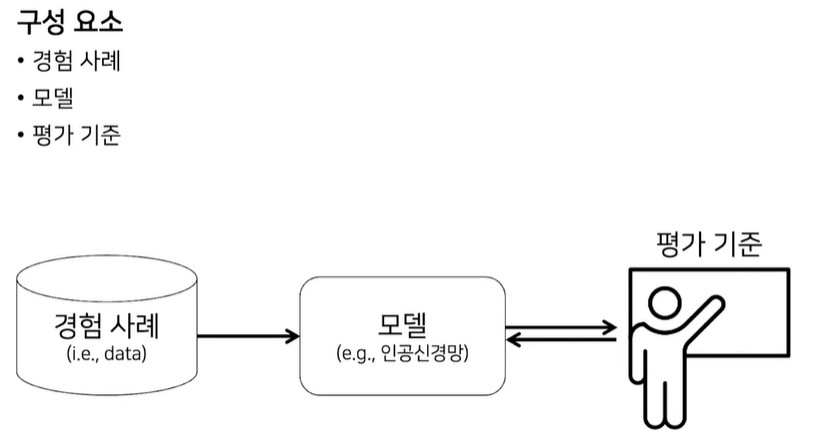 구성 요소
• 경험 사례
• 모델
• 평가 기준
평가 기준
경험 사례
(i.e., data)
모델
(e.g., 인공신경망)